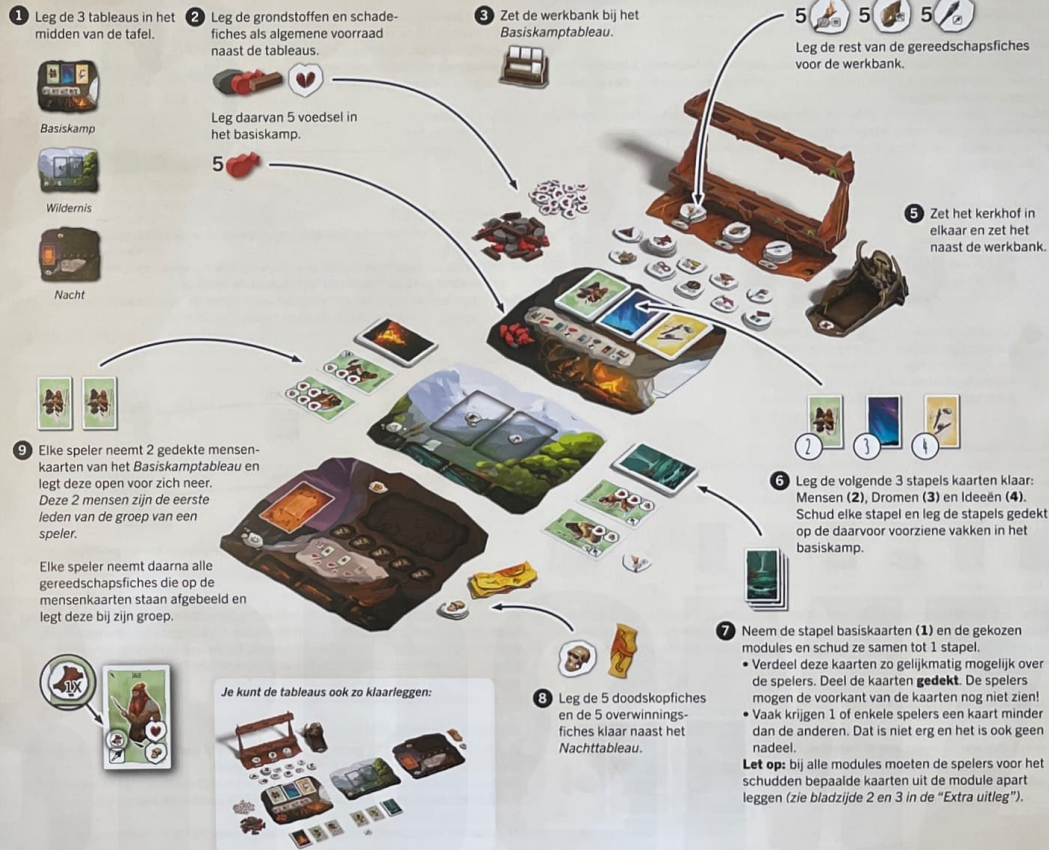 1 Leg de 3 tableaus in het
midden van de tafel.
Basiskamp
Wildernis
Nacht
2 Leg de grondstoffen en schade-
fiches als algemene voorraad
naast de tableaus.
Leg daarvan 5 voedsel in
het basiskamp.
5
3 Zet de werkbank bij het
Basiskamptableau.
5 5 5
Leg de rest van de gereedschapsfiches
voor de werkbank.
5 Zet het kerkhof in
elkaar en zet het
naast de werkbank.
2 3 4
6 Leg de volgende 3 stapels kaarten klaar:
Mensen (2), Dromen (3) en Ideeën (4).
Schud elke stapel en leg de stapels gedekt
op de daarvoor voorziene vakken in het
basiskamp.
7 Neem de stapel basiskaarten (1) en de gekozen
modules en schud ze samen tot 1 stapel.
• Verdeel deze kaarten zo gelijkmatig mogelijk over
de spelers. Deel de kaarten gedekt. De spelers
mogen de voorkant van de kaarten nog niet zien!
• Vaak krijgen 1 of enkele spelers een kaart minder
dan de anderen. Dat is niet erg en het is ook geen
nadeel.
Let op: bij alle modules moeten de spelers voor het
schudden bepaalde kaarten uit de module apart
leggen (zie bladzijde 2 en 3 in de “Extra uitleg”).
8 Leg de 5 doodskopfiches
en de 5 overwinnings-
fiches klaar naast het
Nachttableau.
9 Elke speler neemt 2 gedekte mensen-
kaarten van het Basiskamptableau en
legt deze open voor zich neer.
Deze 2 mensen zijn de eerste
leden van de groep van een
speler.
Elke speler neemt daarna alle
gereedschapsfiches die op de
mensenkaarten staan afgebeeld en
legt deze bij zijn groep.
1X
Je kunt de tableaus ook zo klaarleggen: